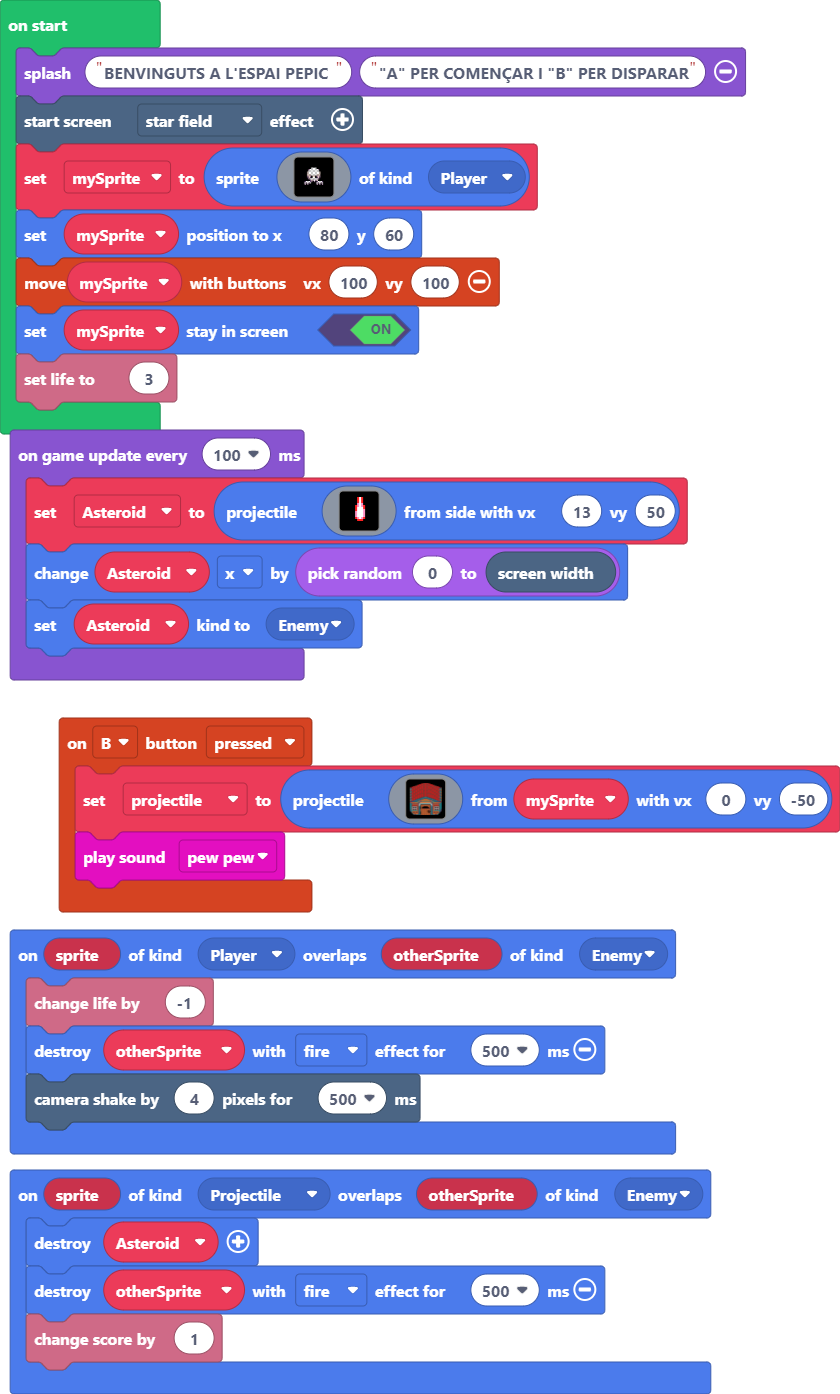 on start
splash "BENVINGUTS A L'ESPAI PEPIC " ""A" PER COMENÇAR I "B" PER DISPARAR"
start screen star field effect
set mySprite to sprite of kind Player
set mySprite position to x 80 y 60
move mySprite with buttons vx 100 vy 100
set mySprite stay in screen ON
set life to 3
on game update every 100 ms
set Asteroid to projectile from side with vx 13 vy 50
change Asteroid x by pick random 0 to screen width
set Asteroid kind to Enemy
on B button pressed
set projectile to projectile from mySprite with vx 0 vy -50
play sound pew pew
on sprite of kind Player overlaps otherSprite of kind Enemy
change life by -1
destroy otherSprite with fire effect for 500 ms
camera shake by 4 pixels for 500 ms
on sprite of kind Projectile overlaps otherSprite of kind Enemy
destroy Asteroid
destroy otherSprite with fire effect for 500 ms
change score by 1